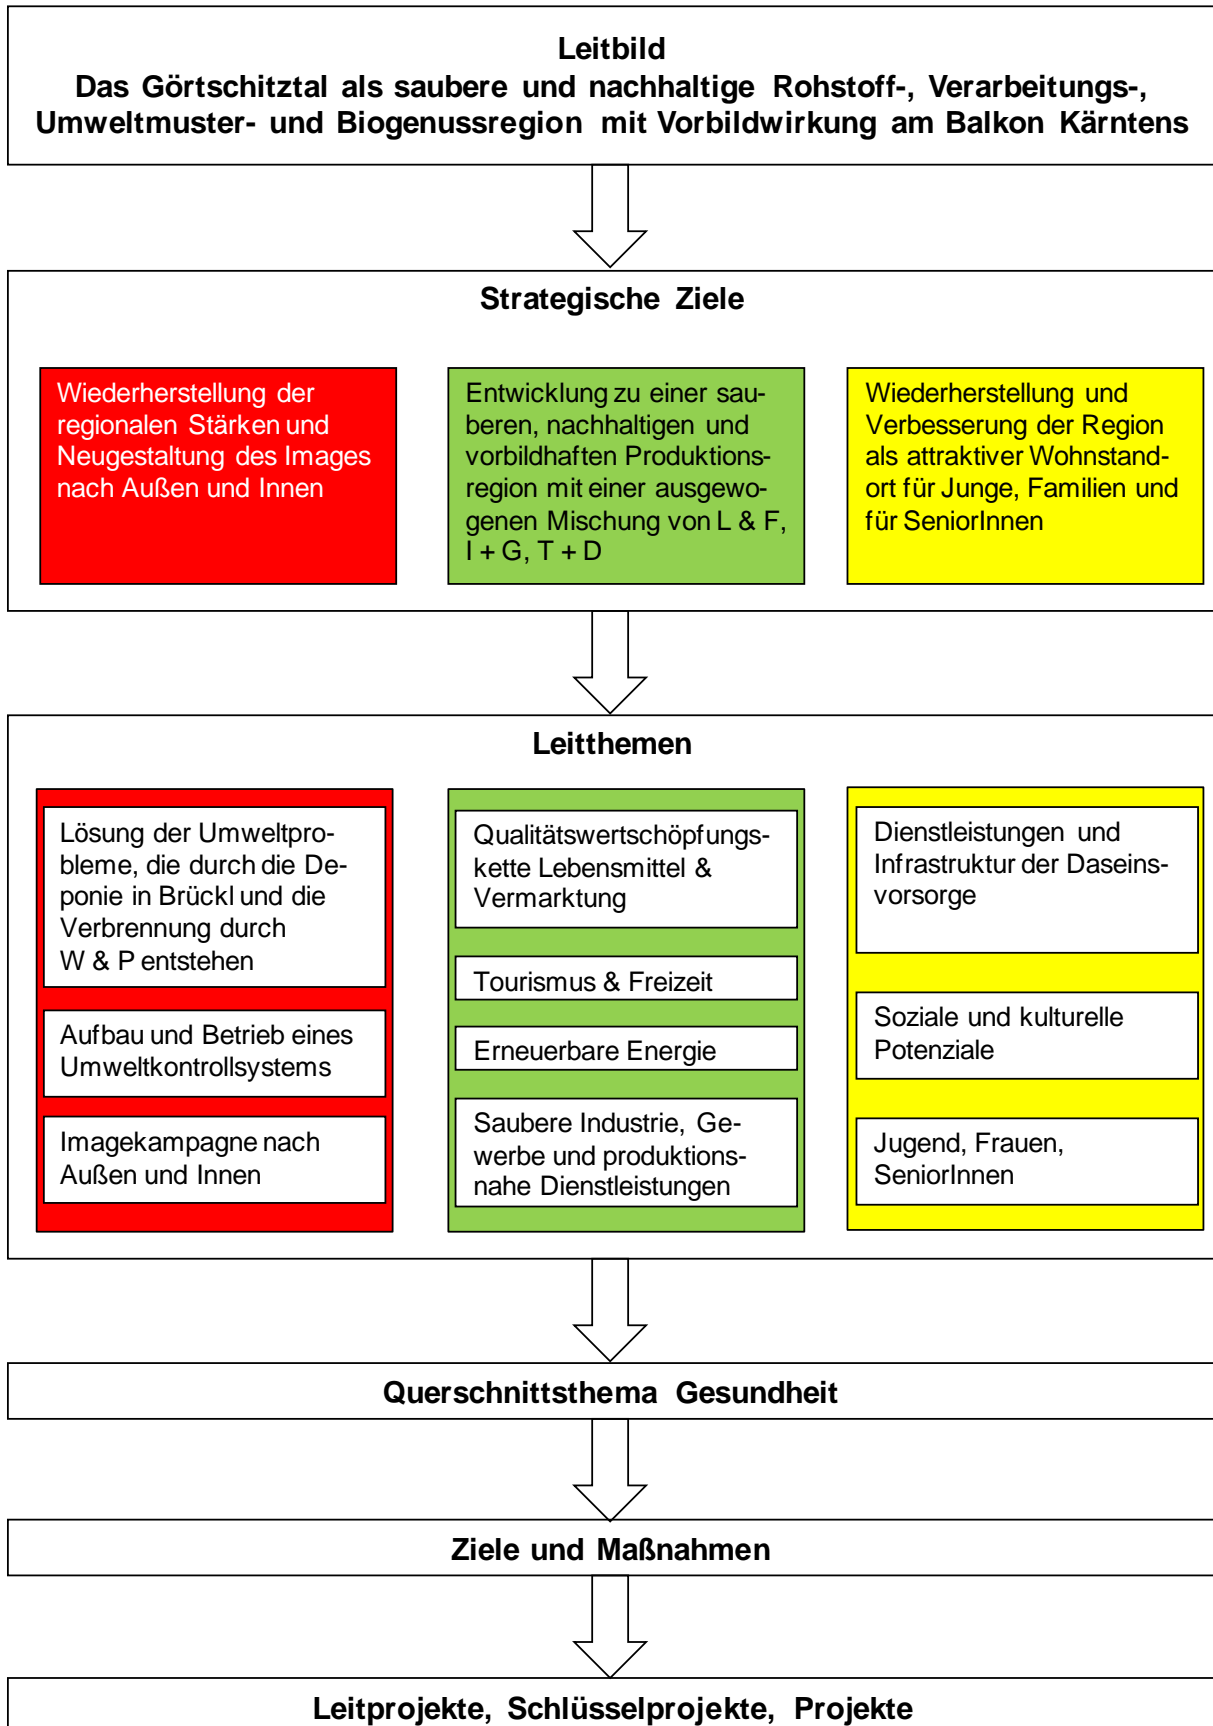 Leitbild
Das Görtschitztal als saubere und nachhaltige Rohstoff-, Verarbeitungs-,
Umweltmuster- und Biogenussregion mit Vorbildwirkung am Balkon Kärntens
Strategische Ziele
Wiederherstellung der
regionalen Stärken und
Neugestaltung des Images
nach Außen und Innen
Entwicklung zu einer sau-
beren, nachhaltigen und
vorbildhaften Produktions-
region mit einer ausgewo-
genen Mischung von L & F,
I + G, T + D
Wiederherstellung und
Verbesserung der Region
als attraktiver Wohnstand-
ort für Junge, Familien und
für SeniorInnen
Leitthemen
Lösung der Umweltpro-
bleme, die durch die De-
ponie in Brückl und die
Verbrennung durch
W & P entstehen
Aufbau und Betrieb eines
Umweltkontrollsystems
Imagekampagne nach
Außen und Innen
Qualitätswertschöpfungs-
kette Lebensmittel &
Vermarktung
Tourismus & Freizeit
Erneuerbare Energie
Saubere Industrie, Ge-
werbe und produktions-
nahe Dienstleistungen
Dienstleistungen und
Infrastruktur der Daseins-
vorsorge
Soziale und kulturelle
Potenziale
Jugend, Frauen,
SeniorInnen
Querschnittsthema Gesundheit
Ziele und Maßnahmen
Leitprojekte, Schlüsselprojekte, Projekte